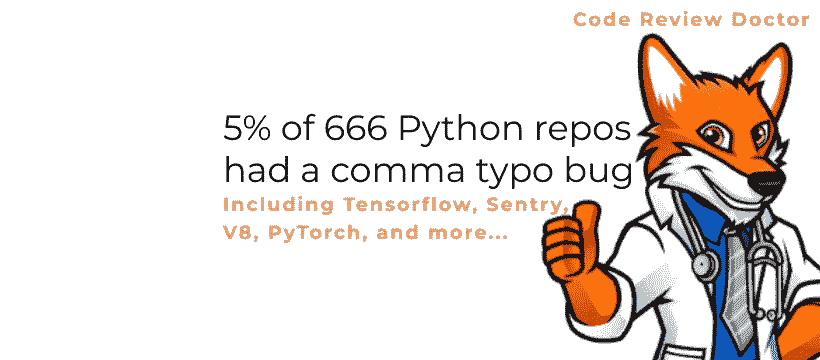 Code Review Doctor
5% of 666 Python repos
had a comma typo bug
Including Tensorflow, Sentry,
V8, PyTorch, and more...